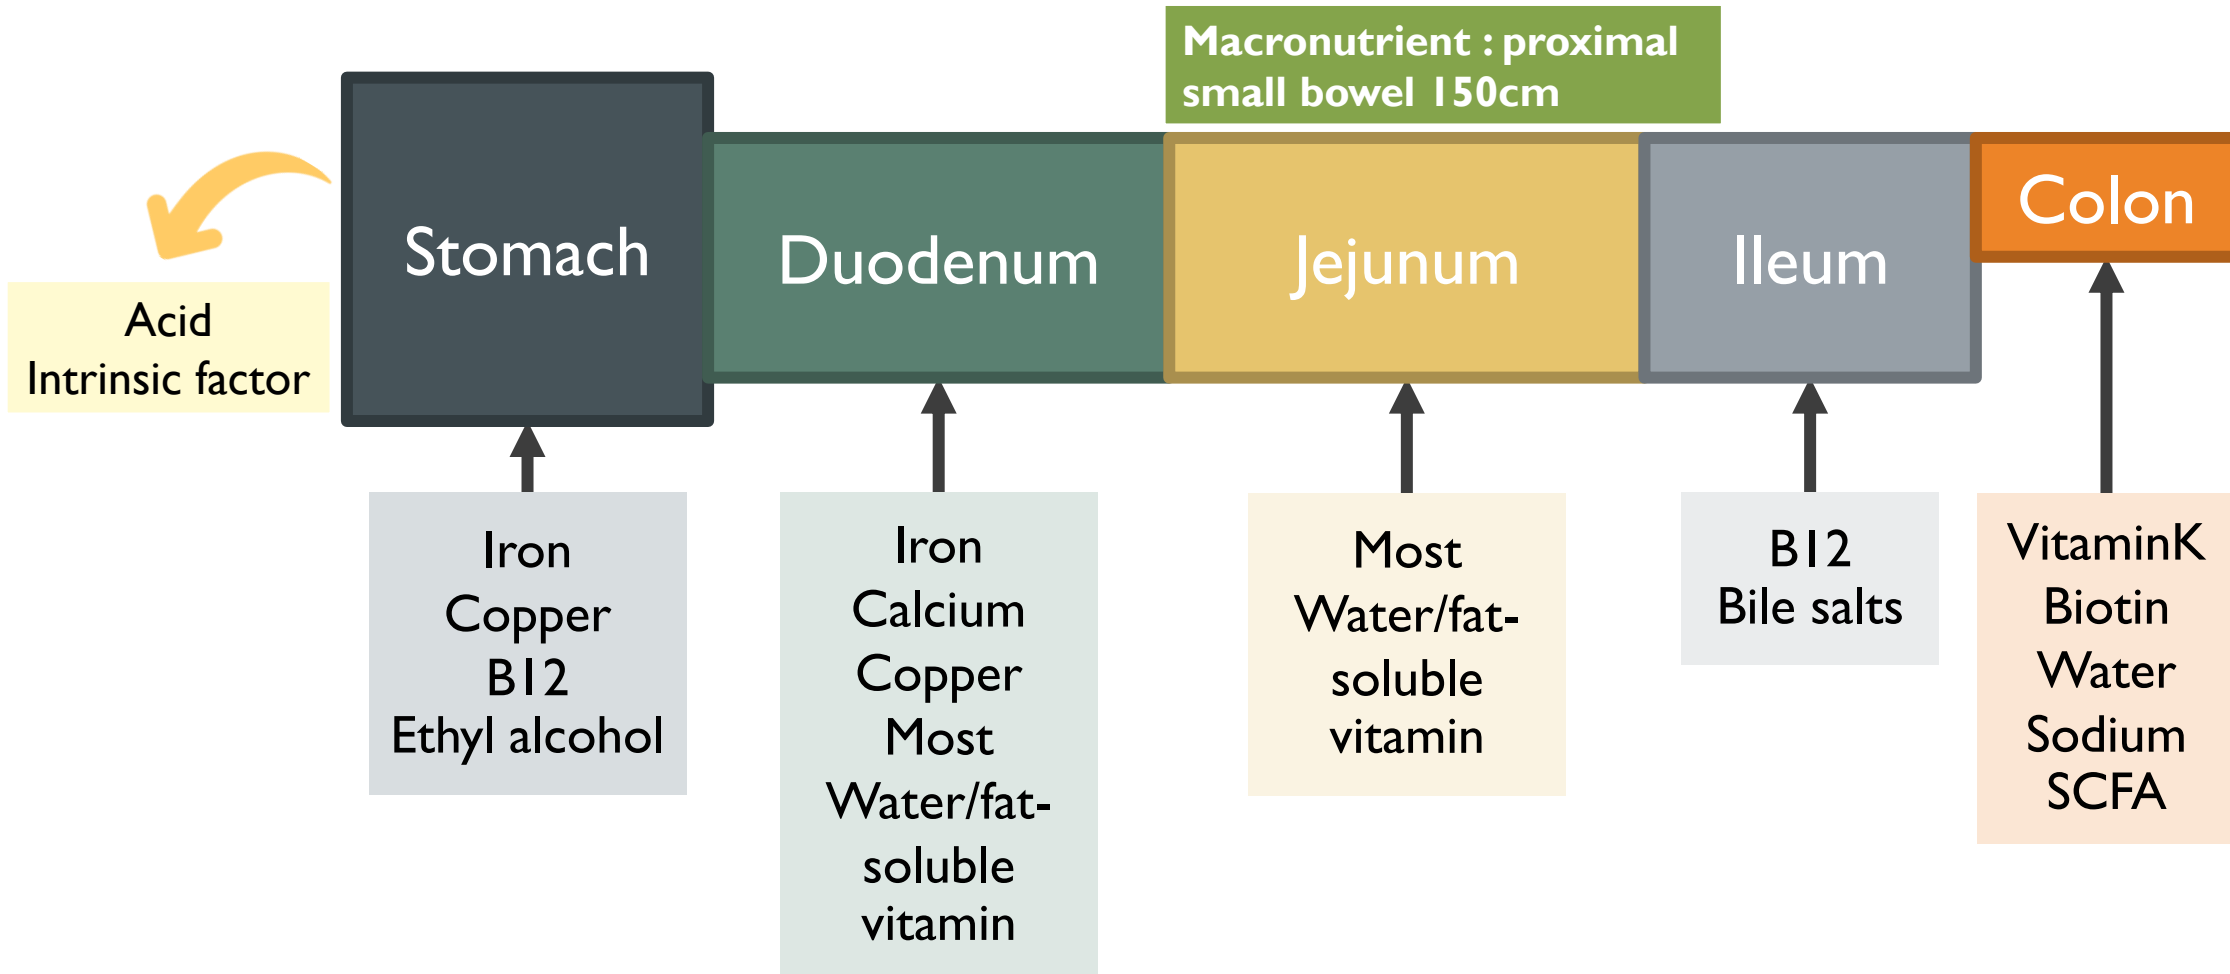 Macronutrient : proximal
small bowel 150cm
Stomach
Duodenum
Jejunum
Ileum
Colon
Acid
Intrinsic factor
Iron
Copper
B12
Ethyl alcohol
Iron
Calcium
Copper
Most
Water/fat-
soluble
vitamin
Most
Water/fat-
soluble
vitamin
B12
Bile salts
VitaminK
Biotin
Water
Sodium
SCFA